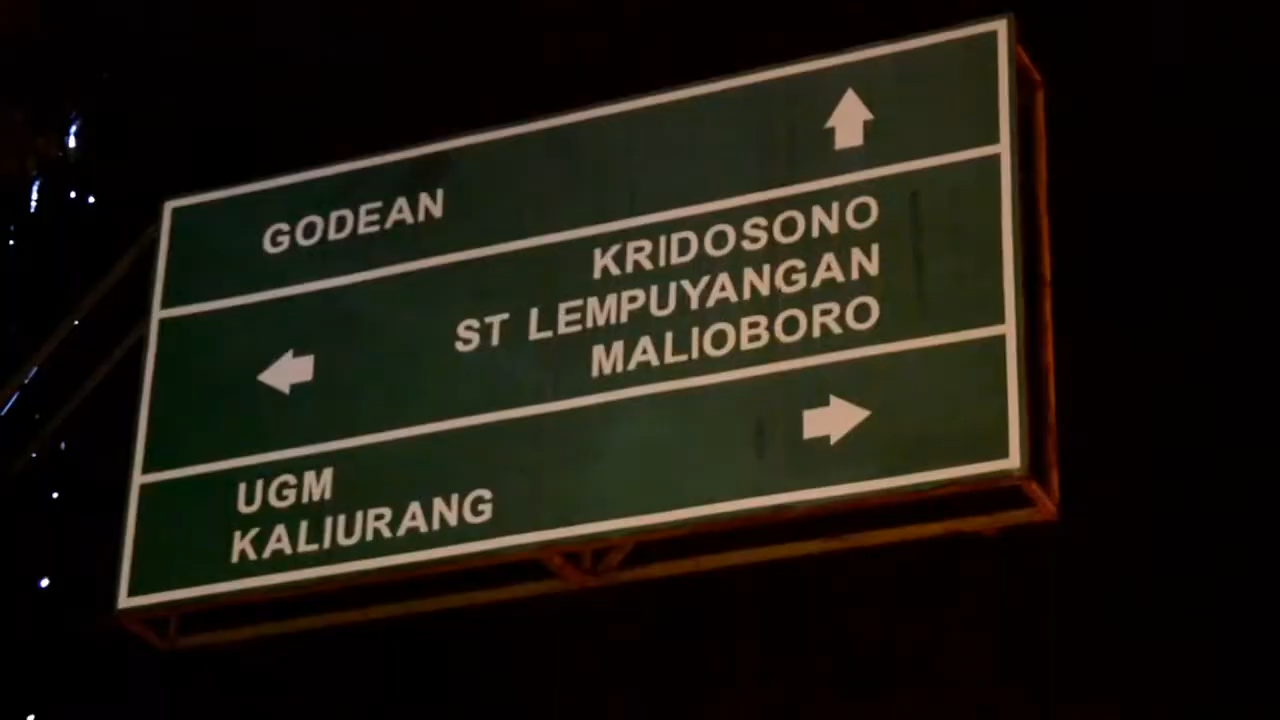 GODEAN
KRIDOSONO
ST LEMPUYANGAN
MALIOBORO
UGM
KALIURANG